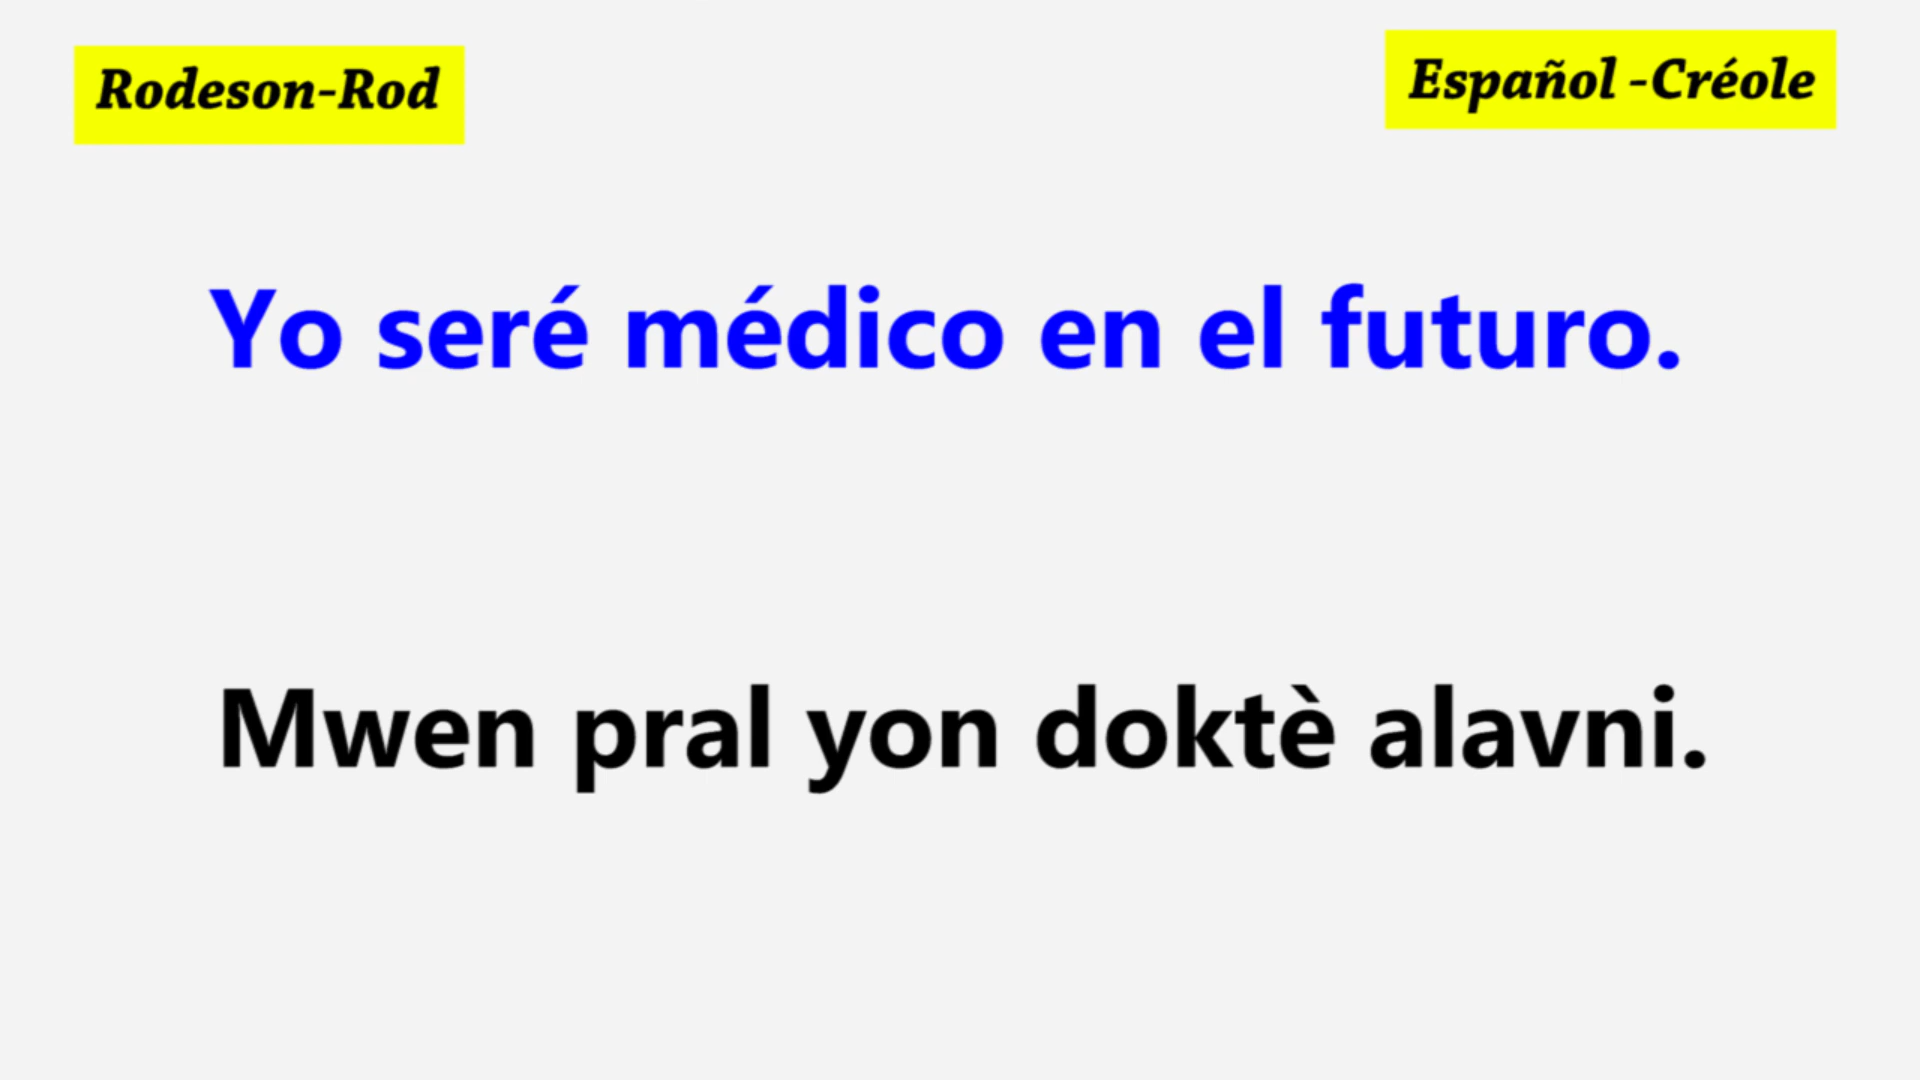 Rodeson-Rod
Español -Créole
Yo seré médico en el futuro.
Mwen pral yon doktè alavni.